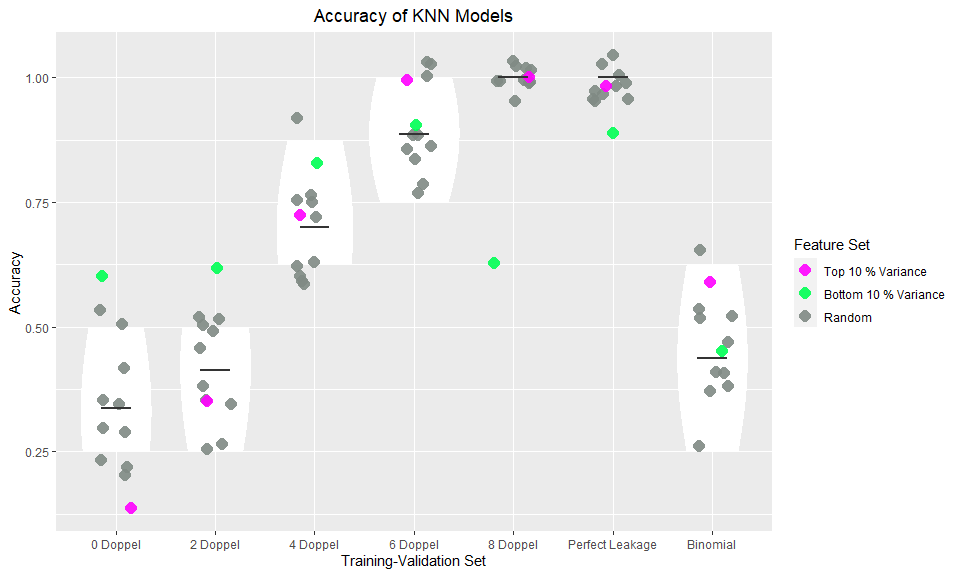 Accuracy of KNN Models
Accuracy
1.00
0.75
0.50
0.25
0 Doppel
2 Doppel
4 Doppel
6 Doppel
8 Doppel
Perfect Leakage
Binomial
Training-Validation Set
Feature Set
Top 10 % Variance
Bottom 10 % Variance
Random